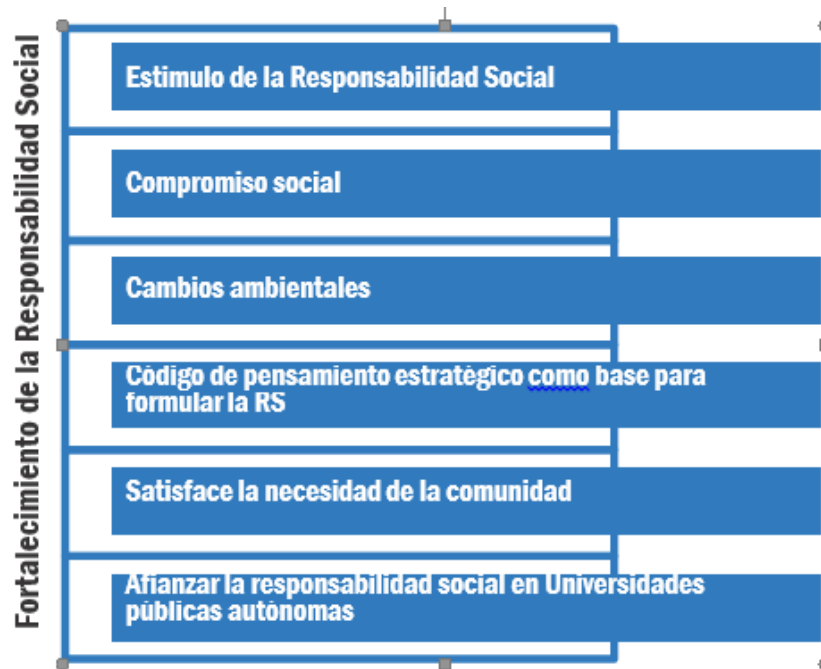 Fortalecimiento de la Responsabilidad Social
Estimulo de la Responsabilidad Social
Compromiso social
Cambios ambientales
Código de pensamiento estratégico como base para
formular la RS
Satisface la necesidad de la comunidad
Afianzar la responsabilidad social en Universidades
públicas autónomas